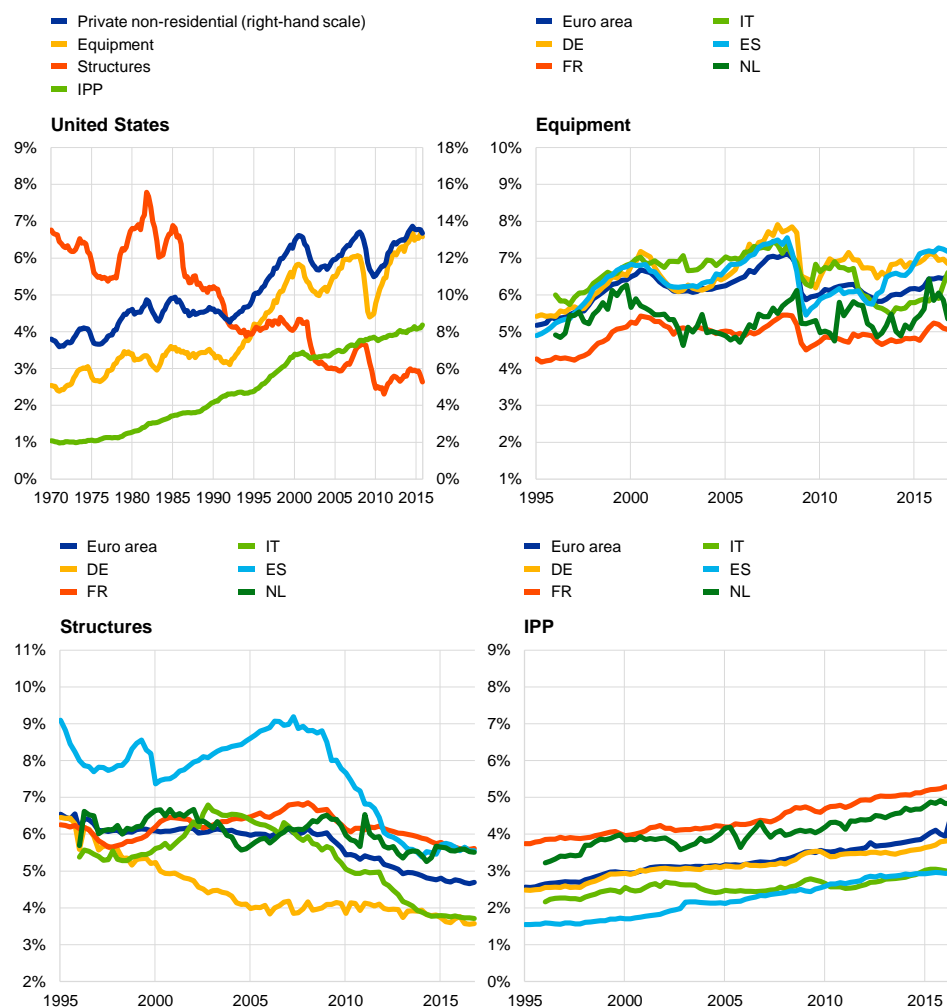 Private non-residential (right-hand scale)
Equipment
Structures
IPP
United States
9% 18%
8% 16%
7% 14%
6% 12%
5% 10%
4% 8%
3% 6%
2% 4%
1% 2%
0% 0%
1970 1975 1980 1985 1990 1995 2000 2005 2010 2015
Euro area IT
DE ES
FR NL
Equipment
10%
9%
8%
7%
6%
5%
4%
3%
2%
1%
1995 2000 2005 2010 2015
Euro area IT
DE ES
FR NL
Structures
11%
10%
9%
8%
7%
6%
5%
4%
3%
2%
1995 2000 2005 2010 2015
Euro area IT
DE ES
FR NL
IPP
9%
8%
7%
6%
5%
4%
3%
2%
1%
0%
1995 2000 2005 2010 2015